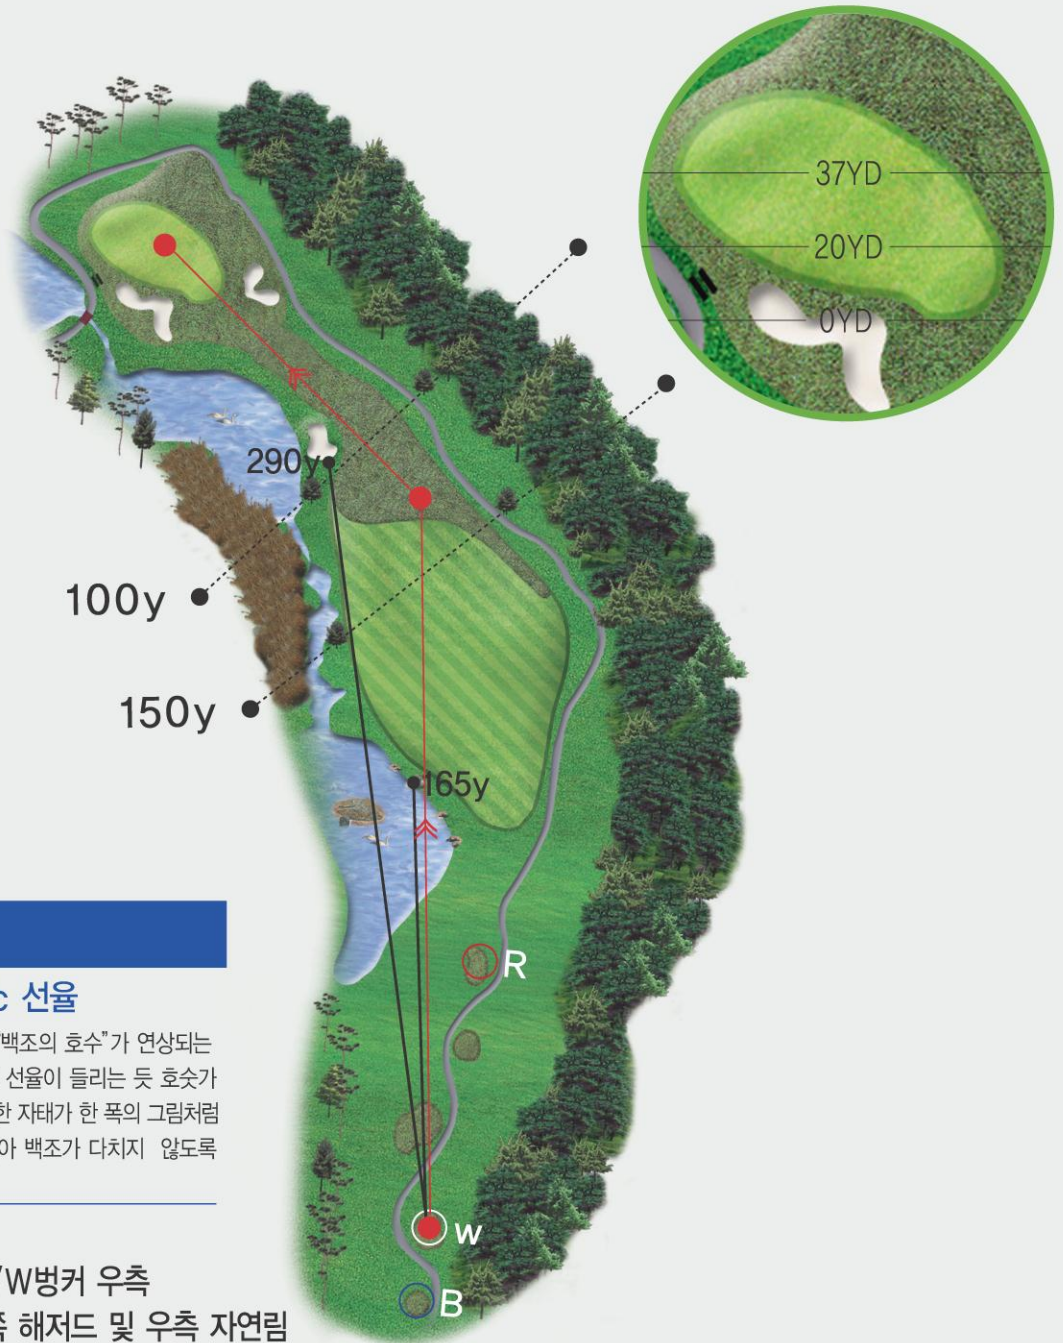 37YD
20YD
0YD
290y
100y
150y
165y
R
선율
“백조의 호수”가 연상되는
선율이 들리는 듯 호숫가
한 자태가 한 폭의 그림처럼
백조가 다치지 않도록
W
B
/W벙커 우측
해저드 및 우측 자연림